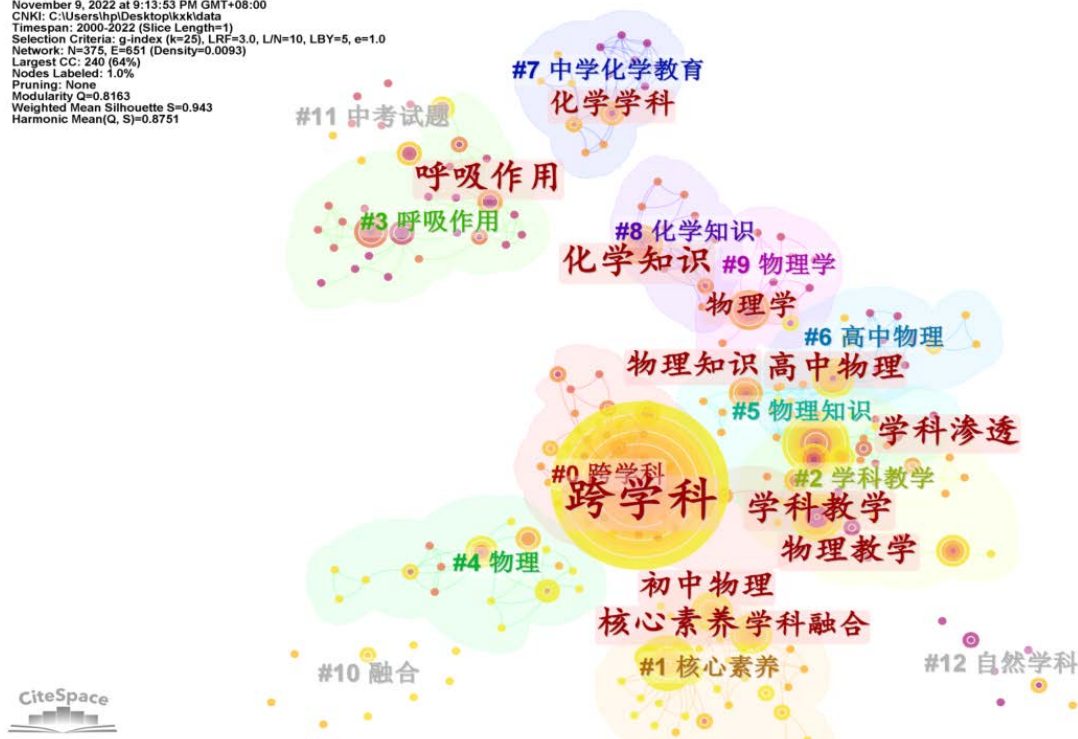 November 9, 2022 at 9:13:53 PM GMT+08:00
CNKI: C:\Users\hp\Desktop\kxk\data
Timespan: 2000-2022 (Slice Length=1)
Selection Criteria: g-index (k=25), LRF=3.0, L/N=10, LBY=5, e=1.0
Network: N=375, E=651 (Density=0.0093)
Largest CC: 240 (64%)
Nodes Labeled: 1.0%
Pruning: None
Modularity Q=0.8163
Weighted Mean Silhouette S=0.943
Harmonic Mean(Q, S)=0.8751
#7 中学化学教育
化学学科
#11 中考试题
呼吸作用
#3 呼吸作用
#8 化学知识
化学知识
#9 物理学
物理学
#6 高中物理
物理知识
高中物理
#5 物理知识
学科渗透
#0 跨学科
跨学科
#2 学科教学
学科教学
物理教学
#4 物理
初中物理
核心素养
学科融合
#1 核心素养
#10 融合
#12 自然学科
CiteSpace